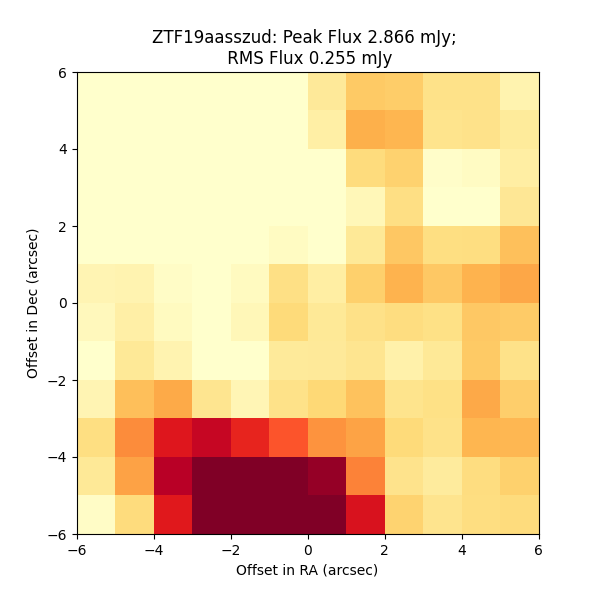 ZTF19aasszud: Peak Flux 2.866 mJy;
RMS Flux 0.255 mJy
6
4
2
0
−2
−4
−6
Offset in Dec (arcsec)
−6 −4 −2 0 2 4 6
Offset in RA (arcsec)